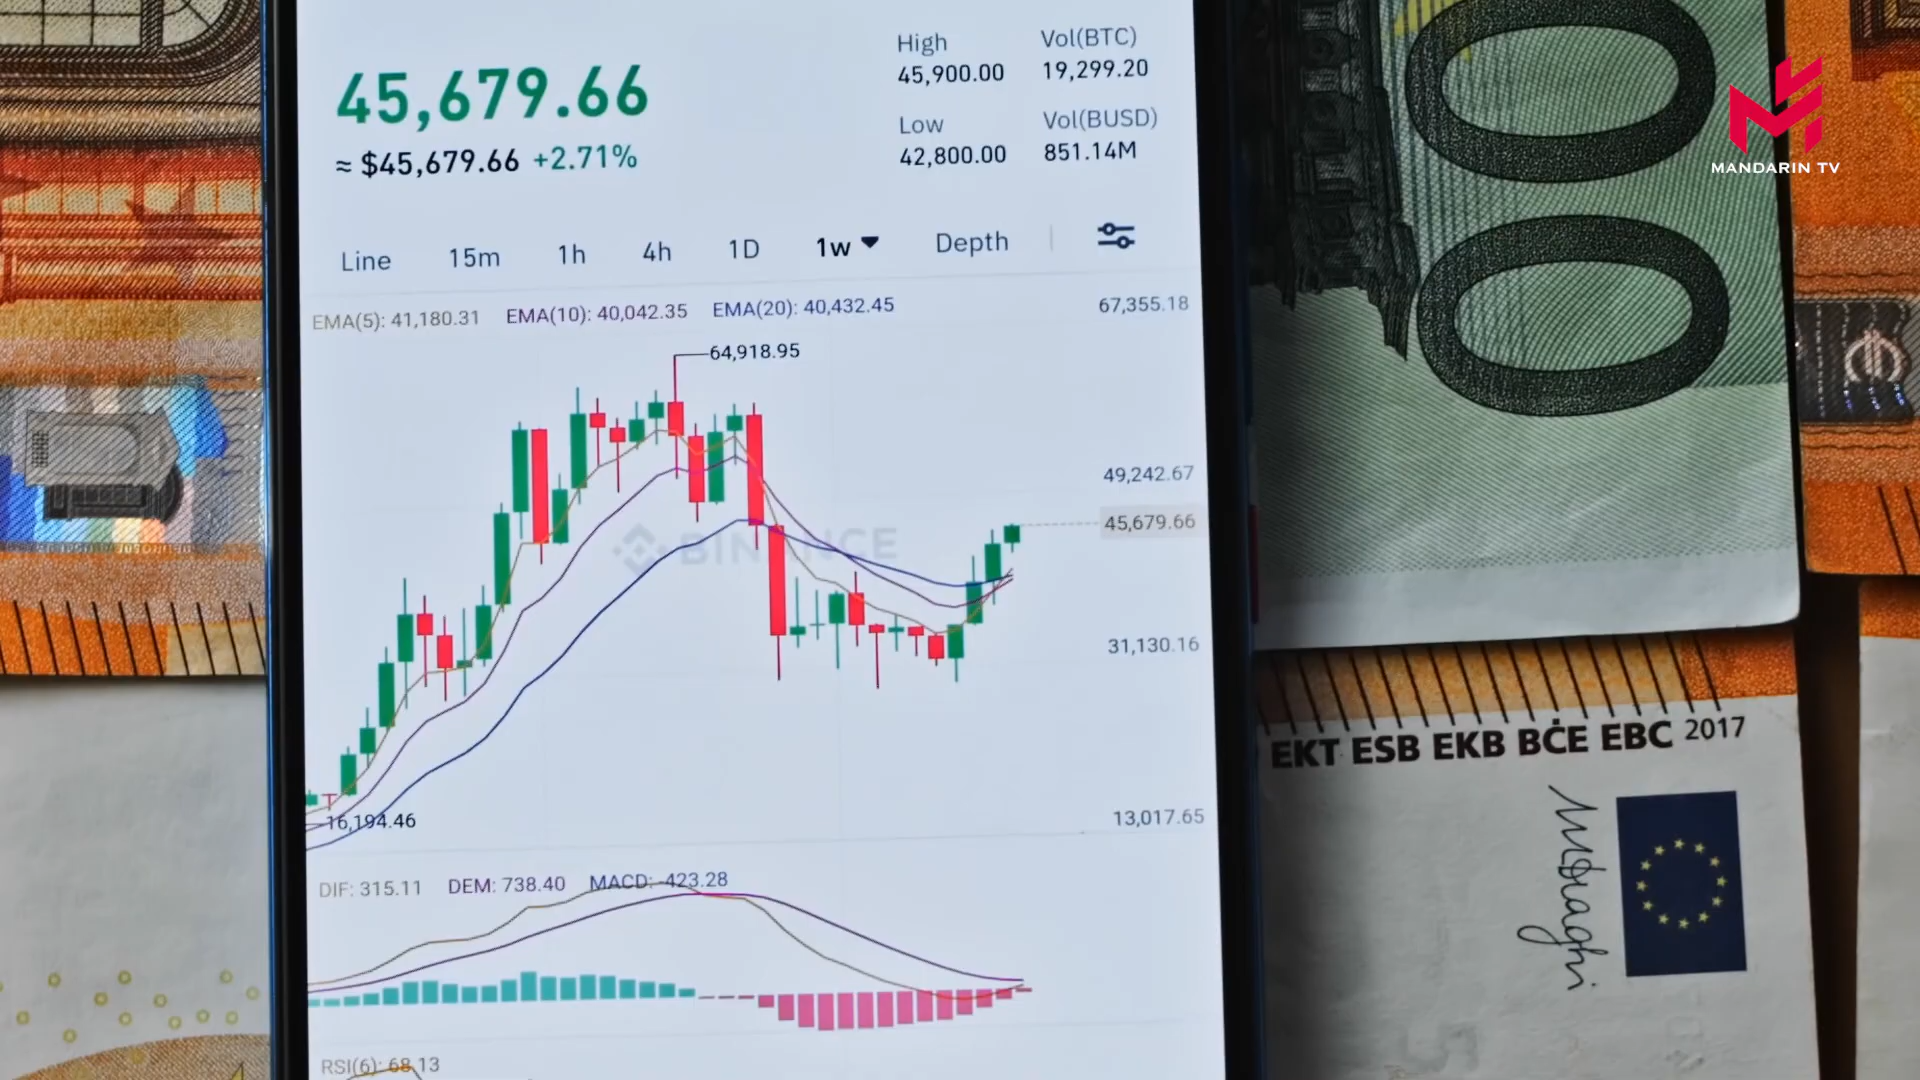 45,679.66
≈ $45,679.66 +2.71%
High
45,900.00
Vol(BTC)
19,299.20
Low
42,800.00
Vol(BUSD)
851.14M
Line 15m 1h 4h 1D 1w Depth
EMA(5): 41,180.31 EMA(10): 40,042.35 EMA(20): 40,432.45
67,355.18
64,918.95
49,242.67
45,679.66
BINANCE
31,130.16
16,194.46
13,017.65
DIF: 315.11 DEM: 738.40 MACD: -423.28
RSI(6): 68.13
00
MANDARIN TV
EKT ESB EKB BĊE EBC 2017